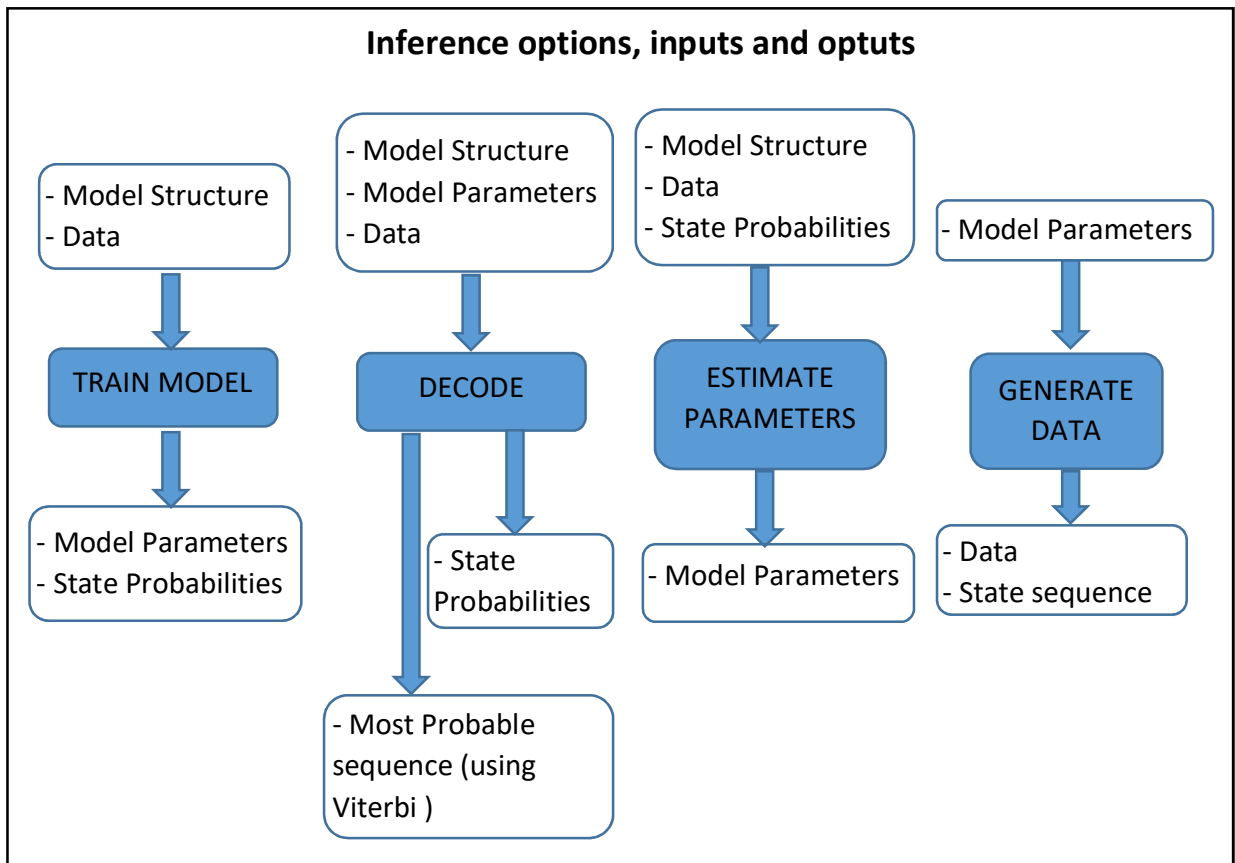 Inference options, inputs and optuts
- Model Structure
- Data
- Model Structure
- Model Parameters
- Data
- Model Structure
- Data
- State Probabilities
- Model Parameters
TRAIN MODEL
DECODE
ESTIMATE
PARAMETERS
GENERATE
DATA
- Model Parameters
- State Probabilities
- State
Probabilities
- Model Parameters
- Data
- State sequence
- Most Probable
sequence (using
Viterbi )